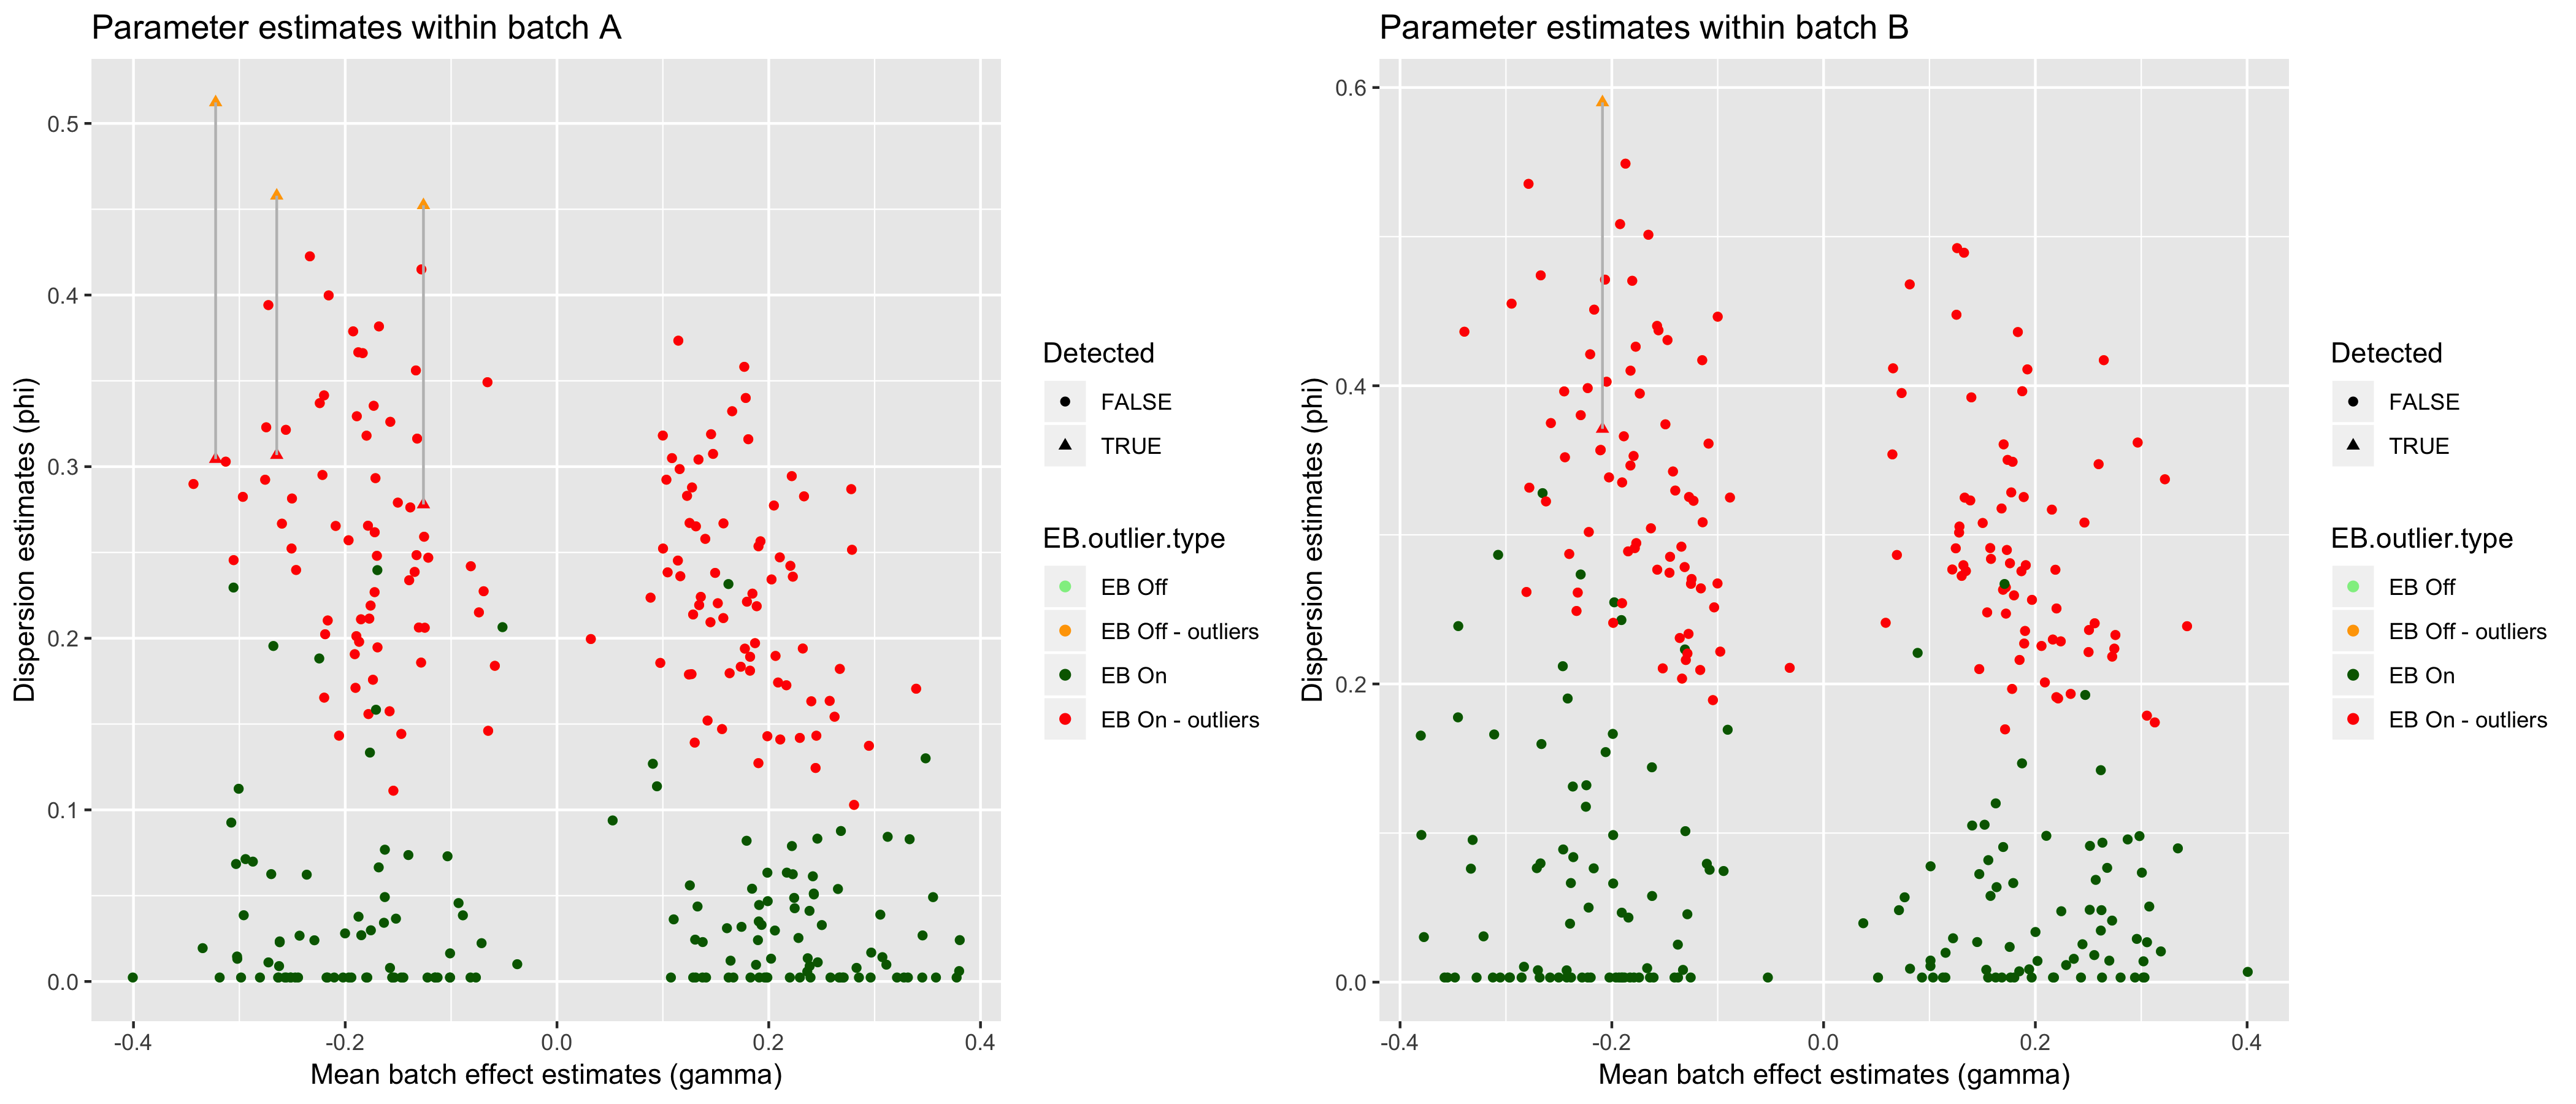 Parameter estimates within batch A
Dispersion estimates (phi)
0.5
0.4
0.3
0.2
0.1
0.0
-0.4
-0.2
0.0
0.2
0.4
Mean batch effect estimates (gamma)
Detected
FALSE
TRUE
EB.outlier.type
EB Off
EB Off - outliers
EB On
EB On - outliers
Parameter estimates within batch B
Dispersion estimates (phi)
0.6
0.4
0.2
0.0
-0.4
-0.2
0.0
0.2
0.4
Mean batch effect estimates (gamma)
Detected
FALSE
TRUE
EB.outlier.type
EB Off
EB Off - outliers
EB On
EB On - outliers